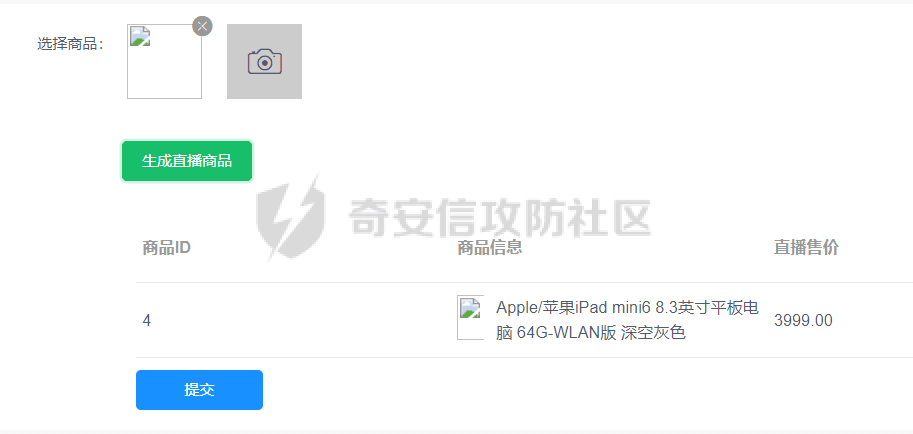 选择商品：
生成直播商品
奇安信攻防社区
商品ID 商品信息 直播售价
4 Apple/苹果iPad mini6 8.3英寸平板电 3999.00
脑 64G-WLAN版 深空灰色
提交